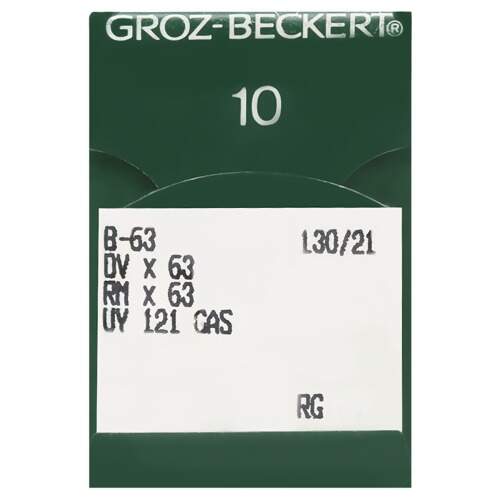 GROZ-BECKERT®
10
B-63 130/21
DV X 63
RM X 63
UY 121 GAS
RG